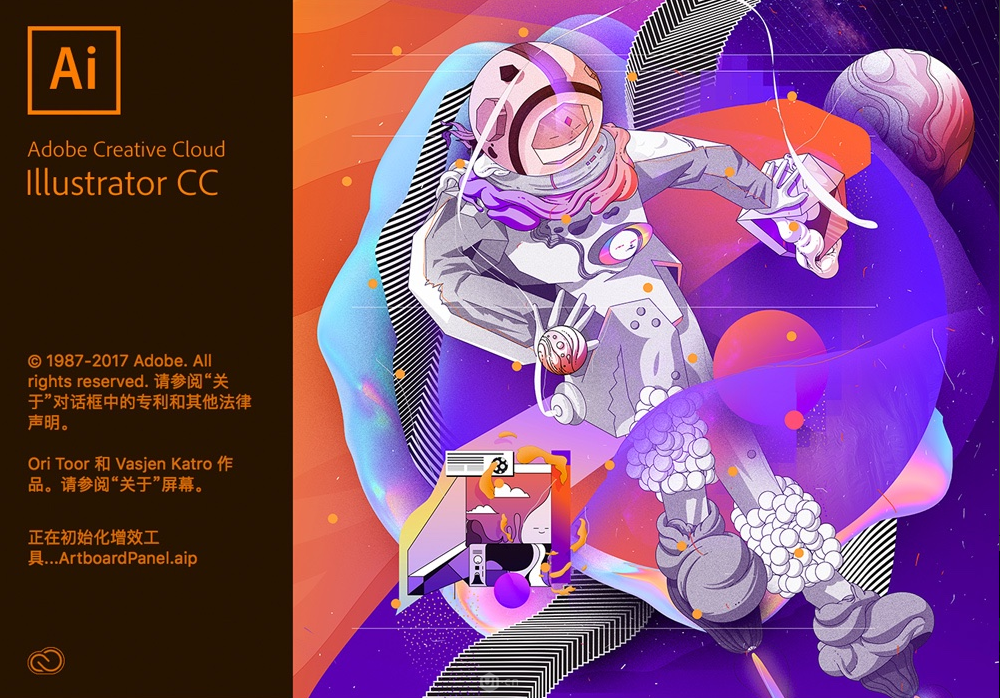 Ai
Adobe Creative Cloud
Illustrator CC
© 1987-2017 Adobe. All
rights reserved. 请参阅“关
于”对话框中的专利和其他法律
声明。
Ori Toor 和 Vasjen Katro 作
品。请参阅“关于”屏幕。
正在初始化增效工
具...ArtboardPanel.aip